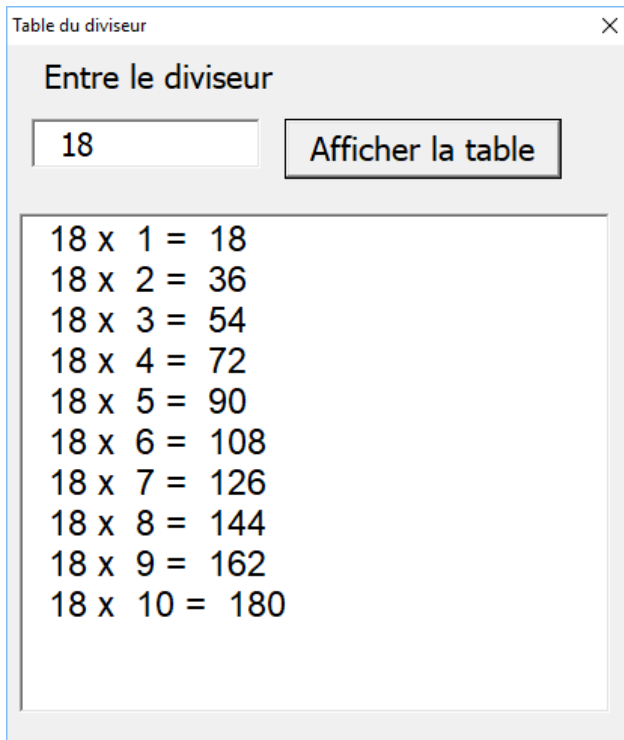 Table du diviseur
Entre le diviseur
18
Afficher la table
18 x 1 = 18
18 x 2 = 36
18 x 3 = 54
18 x 4 = 72
18 x 5 = 90
18 x 6 = 108
18 x 7 = 126
18 x 8 = 144
18 x 9 = 162
18 x 10 = 180